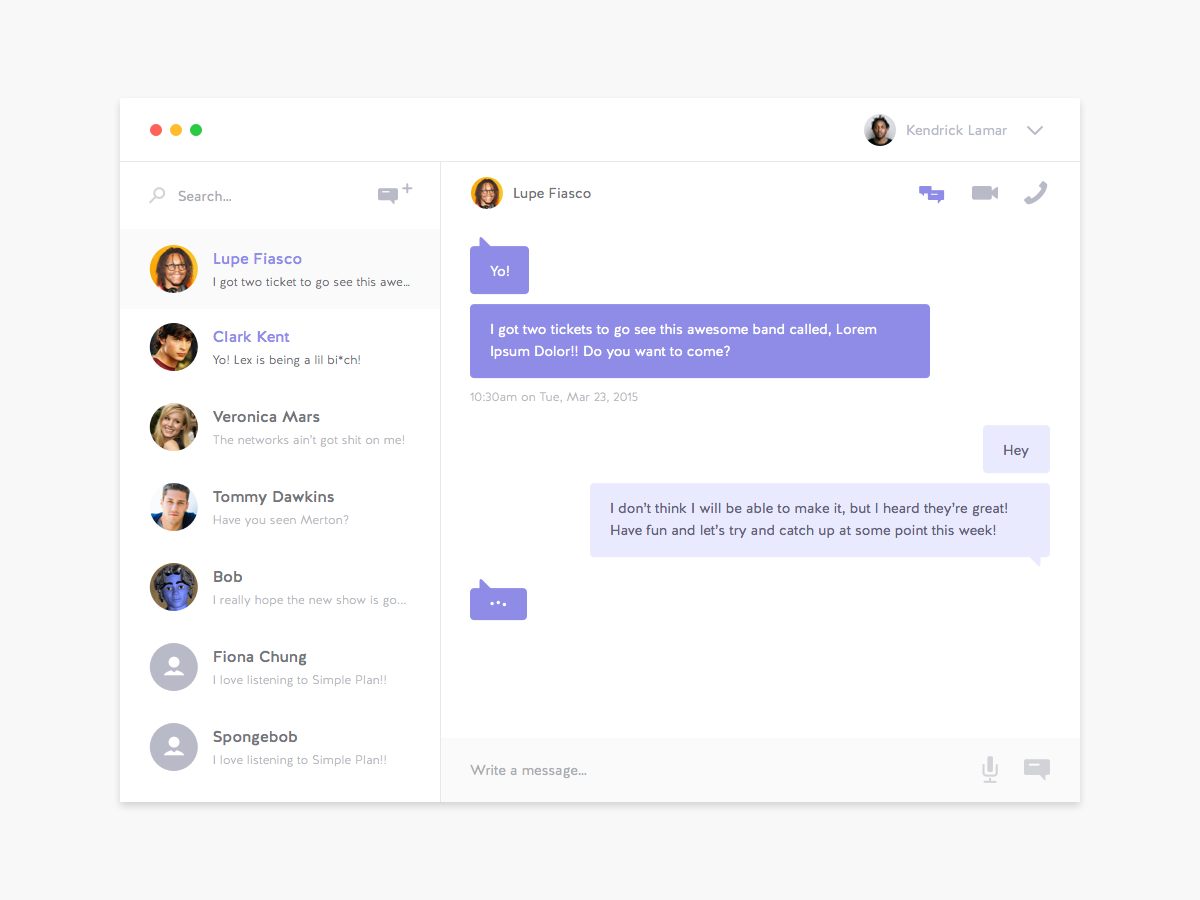 Kendrick Lamar
Search...
Lupe Fiasco
I got two ticket to go see this awe...
Clark Kent
Yo! Lex is being a lil bi*ch!
Veronica Mars
The networks ain't got shit on me!
Tommy Dawkins
Have you seen Merton?
Bob
I really hope the new show is go...
Fiona Chung
I love listening to Simple Plan!!
Spongebob
I love listening to Simple Plan!!
Lupe Fiasco
Yo!
I got two tickets to go see this awesome band called, Lorem
Ipsum Dolor!! Do you want to come?
10:30am on Tue, Mar 23, 2015
Hey
I don't think I will be able to make it, but I heard they're great!
Have fun and let's try and catch up at some point this week!
Write a message...